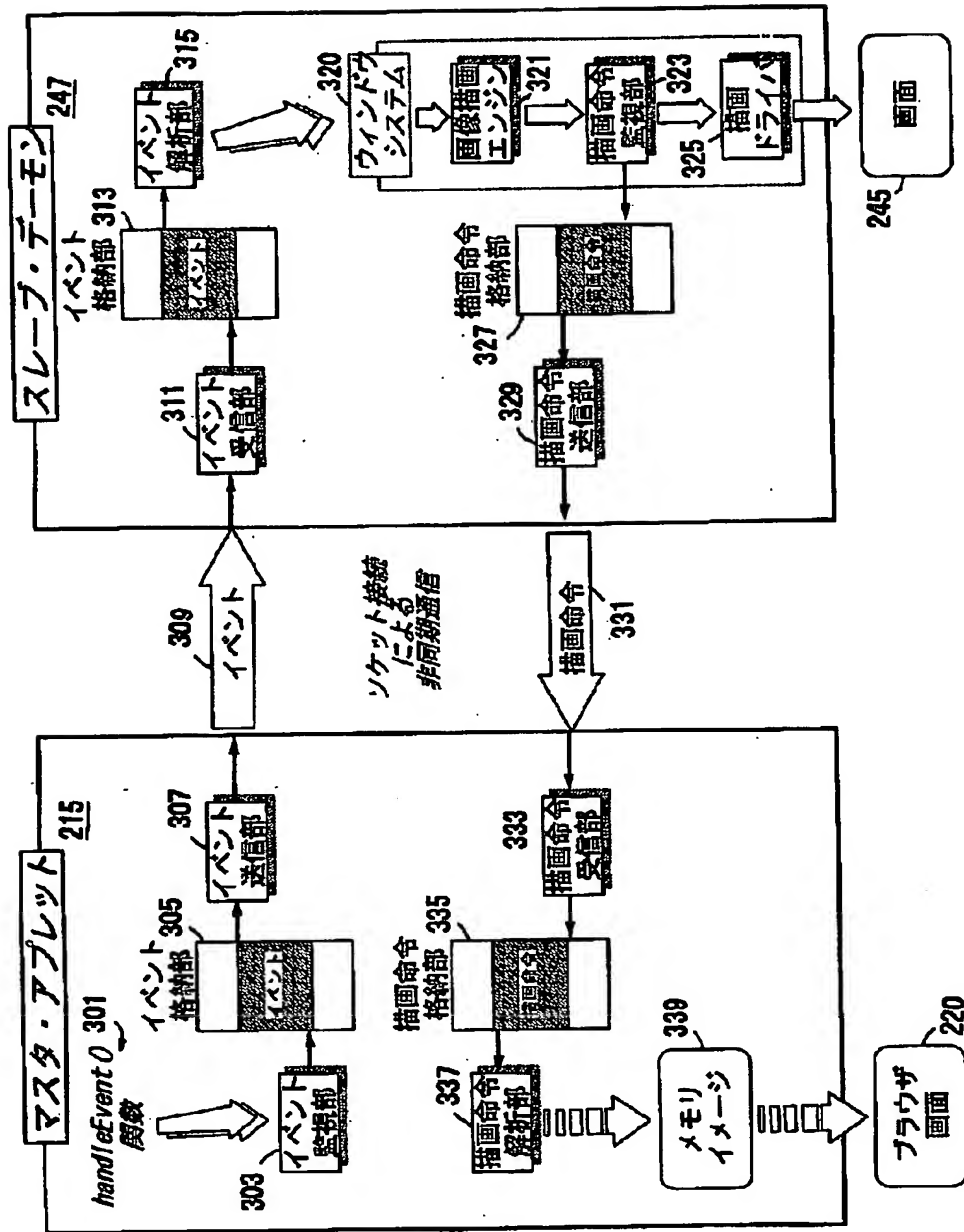 マスタ・アプレット
215
handleEvent()
関数
301
イベント
監視部
303
イベント
格納部
305
イベント
イベント
送信部
307
イベント
309
ソケット接続
による
非同期通信
スレーブ・デーモン
247
イベント
受信部
311
イベント
格納部
313
イベント
イベント
解析部
315
ウィンドウ
システム
320
画像描画
エンジン
321
描画命令
監視部
323
描画
ドライバ
325
画面
245
描画命令
格納部
327
描画命令
描画命令
送信部
329
描画命令
331
描画命令
受信部
333
描画命令
格納部
335
描画命令
描画命令
解析部
337
メモリ
イメージ
339
ブラウザ
画面
220